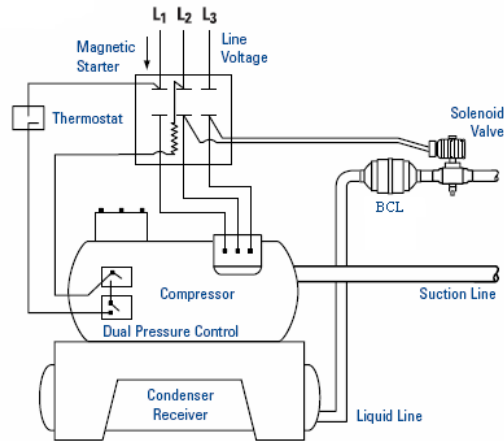 L1 L2 L3
Magnetic
Starter
Line
Voltage
Thermostat
Solenoid
Valve
BCL
Compressor
Suction Line
Dual Pressure Control
Condenser
Receiver
Liquid Line